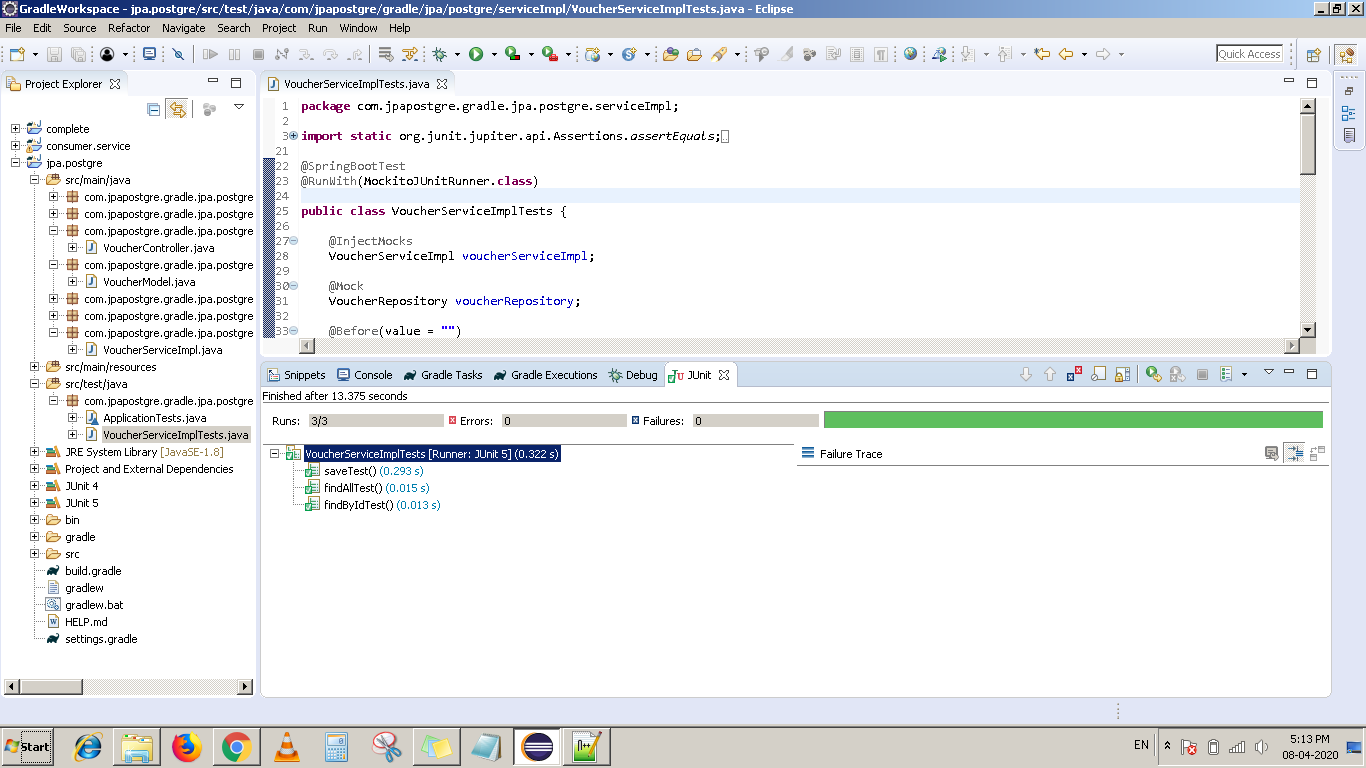 GradleWorkspace - jpa.postgre/src/test/java/com/jpapostgre/gradle/jpa/postgre/serviceImpl/VoucherServiceImplTests.java - Eclipse
File Edit Source Refactor Navigate Search Project Run Window Help
Quick Access
Project Explorer
complete
consumer.service
jpa.postgre
src/main/java
com.jpapostgre.gradle.jpa.postgre
com.jpapostgre.gradle.jpa.postgre
com.jpapostgre.gradle.jpa.postgre
VoucherController.java
com.jpapostgre.gradle.jpa.postgre
VoucherModel.java
com.jpapostgre.gradle.jpa.postgre
com.jpapostgre.gradle.jpa.postgre
com.jpapostgre.gradle.jpa.postgre
VoucherServiceImpl.java
src/main/resources
src/test/java
com.jpapostgre.gradle.jpa.postgre
ApplicationTests.java
VoucherServiceImplTests.java
JRE System Library [JavaSE-1.8]
Project and External Dependencies
JUnit 4
JUnit 5
bin
gradle
src
build.gradle
gradlew
gradlew.bat
HELP.md
settings.gradle
VoucherServiceImplTests.java
1 package com.jpapostgre.gradle.jpa.postgre.serviceImpl;
2
3 import static org.junit.jupiter.api.Assertions.assertEquals;
21
22 @SpringBootTest
23 @RunWith(MockitoJUnitRunner.class)
24
25 public class VoucherServiceImplTests {
26
27 @InjectMocks
28 VoucherServiceImpl voucherServiceImpl;
29
30 @Mock
31 VoucherRepository voucherRepository;
32
33 @Before(value = "")
Snippets Console Gradle Tasks Gradle Executions Debug JUnit
Finished after 13.375 seconds
Runs: 3/3 Errors: 0 Failures: 0
VoucherServiceImplTests [Runner: JUnit 5] (0.322 s)
saveTest() (0.293 s)
findAllTest() (0.015 s)
findByIdTest() (0.013 s)
Failure Trace
Start
EN
5:13 PM
08-04-2020